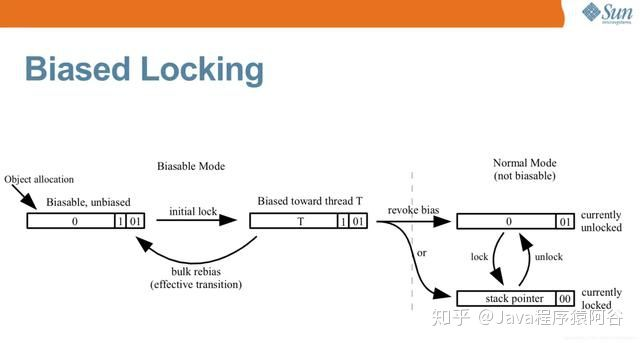 Sun
microsystems
Biased Locking
Biasable Mode
Normal Mode
(not biasable)
Object allocation
Biasable, unbiased
0 1 01
initial lock
Biased toward thread T
T 1 01
revoke bias
0 01
currently
unlocked
bulk rebias
(effective transition)
or
lock
unlock
stack pointer 00
currently
locked
知乎 @Java程序猿阿谷